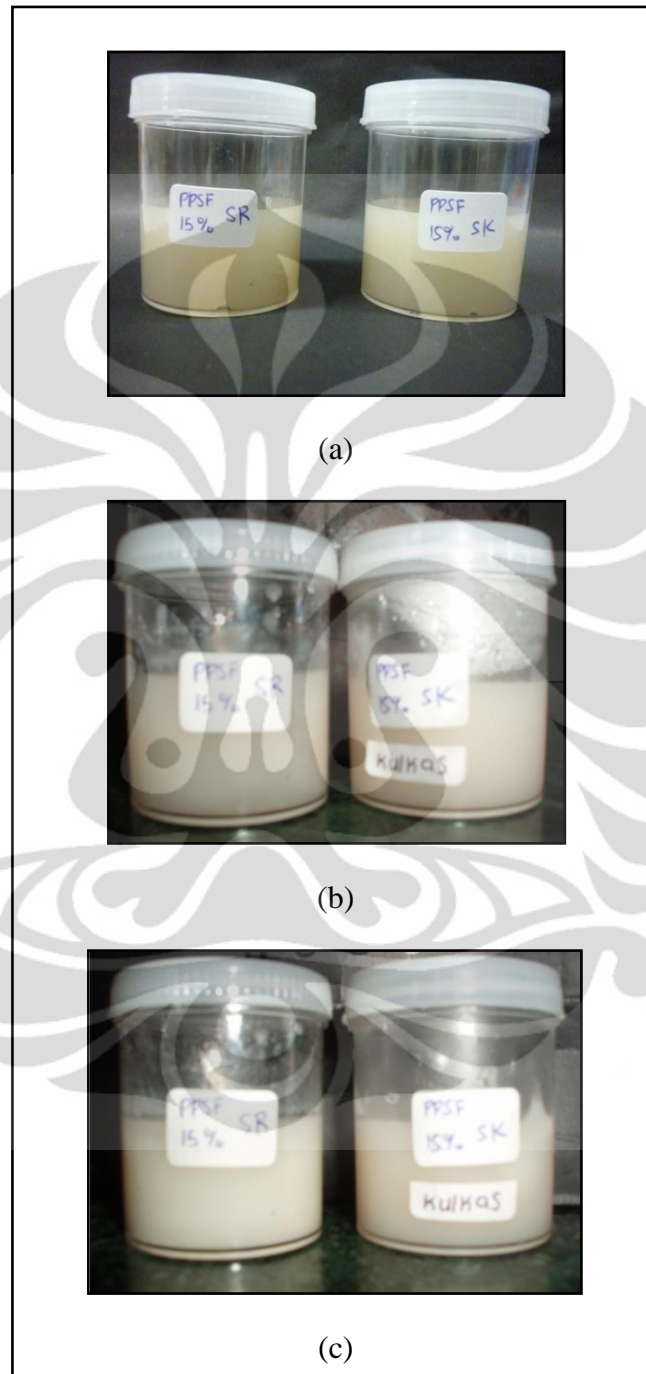 PPSF
15% SR
PPSF
15% SK
(a)
PPSF
15% SR
PPSF
15% SK
KulKaS
(b)
PPSF
15% SR
PPSF
15% SK
KulKaS
(c)